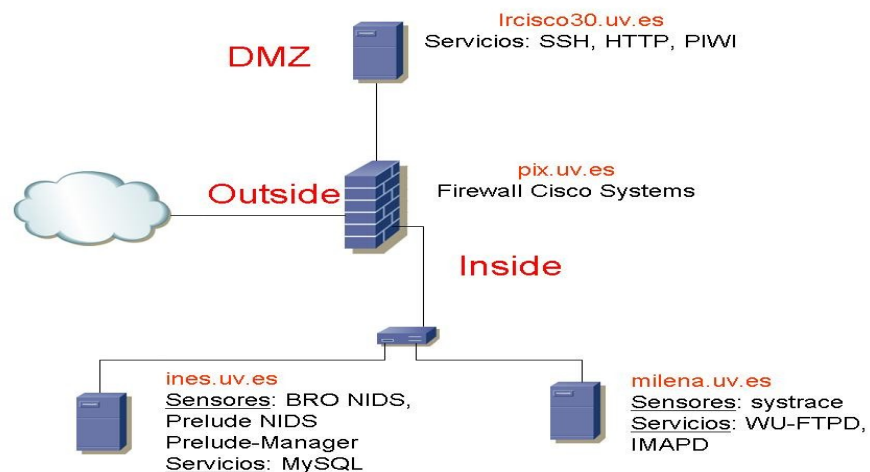 lrcisco30.uv.es
Servicios: SSH, HTTP, PIWI
DMZ
pix.uv.es
Firewall Cisco Systems
Outside
Inside
ines.uv.es
Sensores: BRO NIDS,
Prelude NIDS
Prelude-Manager
Servicios: MySQL
milena.uv.es
Sensores: systrace
Servicios: WU-FTPD,
IMAPD